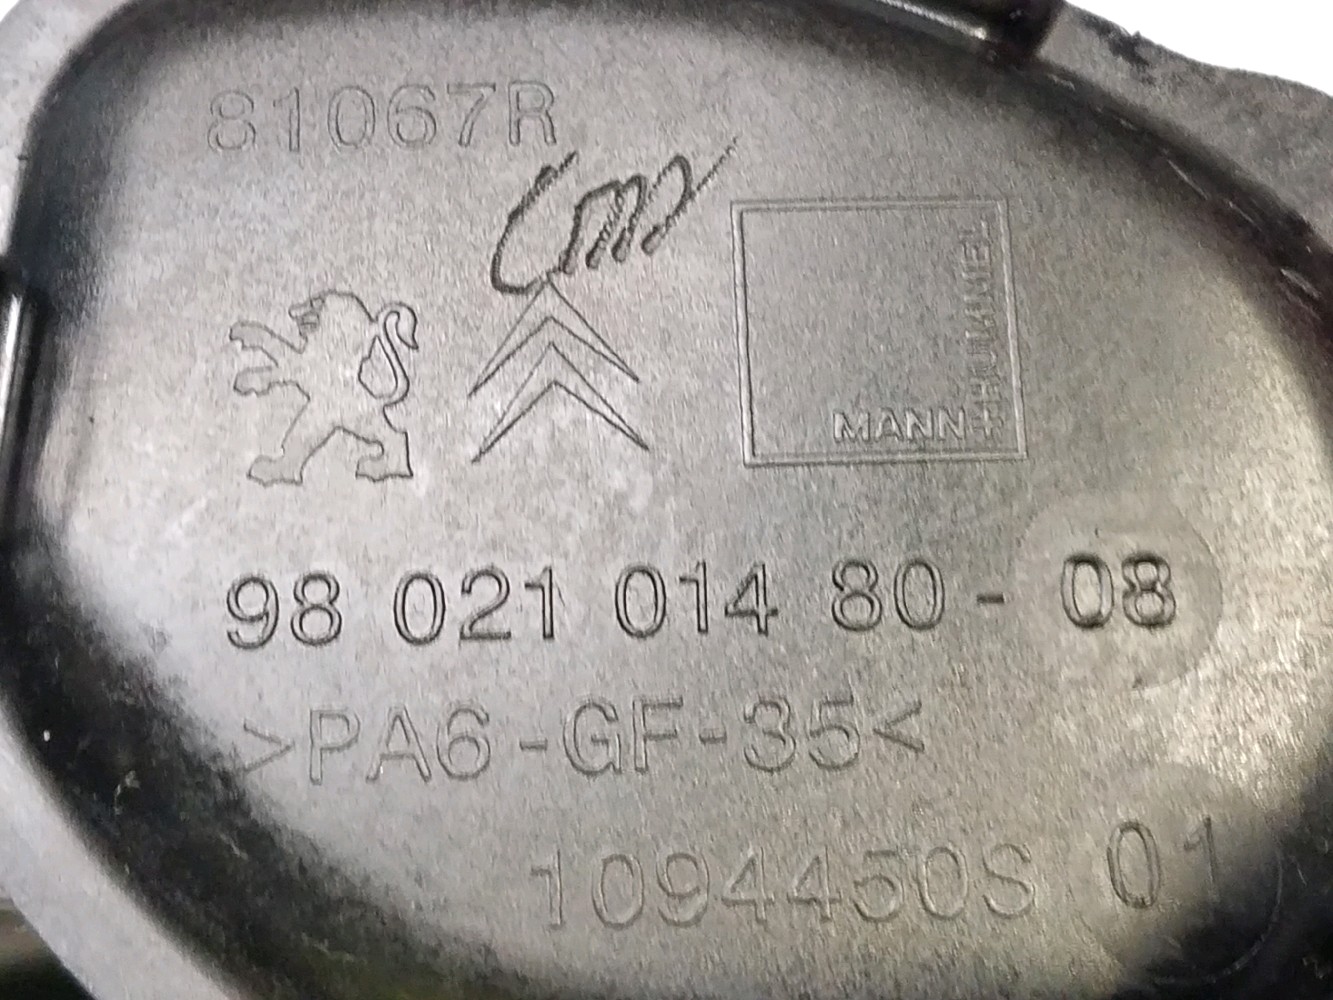 81067R
MANN+HUMMEL
98 021 014 80 - 08
>PA6-GF-35<
1094450S 01